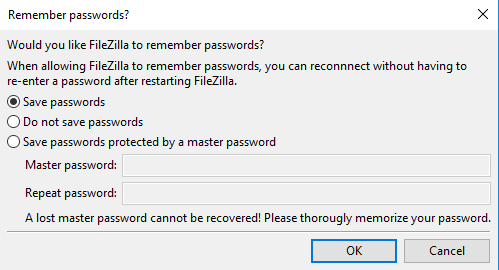 Remember passwords?
Would you like FileZilla to remember passwords?
When allowing FileZilla to remember passwords, you can reconnnect without having to
re-enter a password after restarting FileZilla.
Save passwords
Do not save passwords
Save passwords protected by a master password
Master password:
Repeat password:
A lost master password cannot be recovered! Please thorougly memorize your password.
OK
Cancel